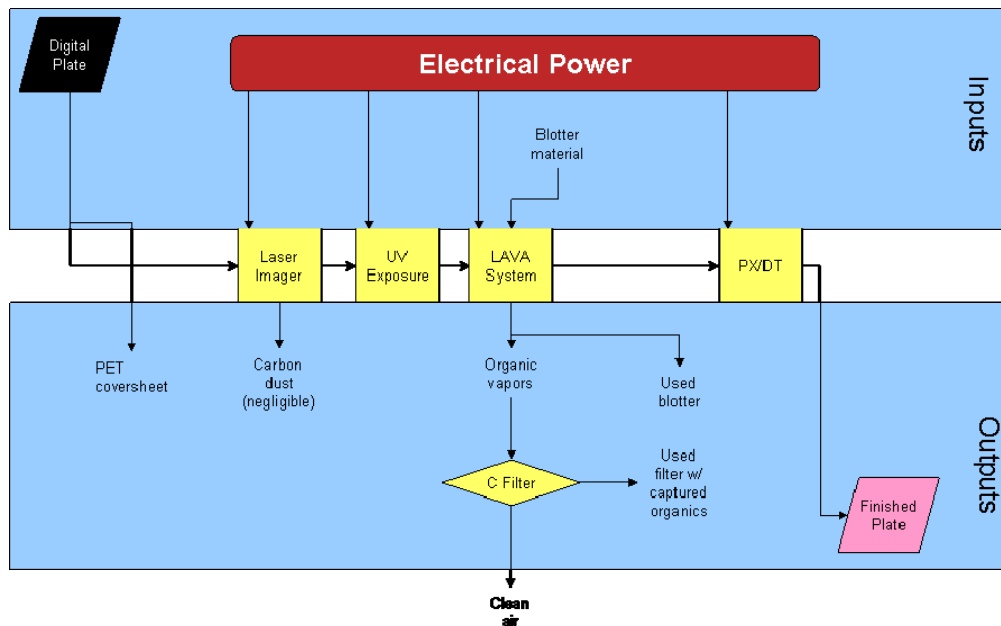 Digital
Plate
Electrical Power
Inputs
Blotter
material
Laser
Imager
UV
Exposure
LAVA
System
PX/DT
PET
coversheet
Carbon
dust
(negligible)
Organic
vapors
Used
blotter
Outputs
C Filter
Used
filter w/
captured
organics
Finished
Plate
Clean
air